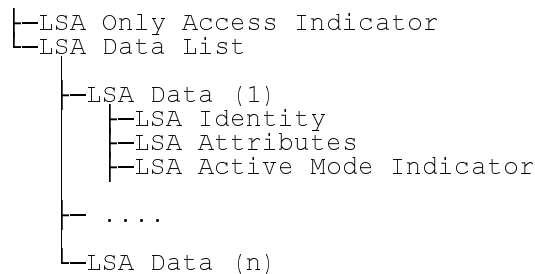 LSA Only Access Indicator
LSA Data List
LSA Data (1)
LSA Identity
LSA Attributes
LSA Active Mode Indicator
....
LSA Data (n)